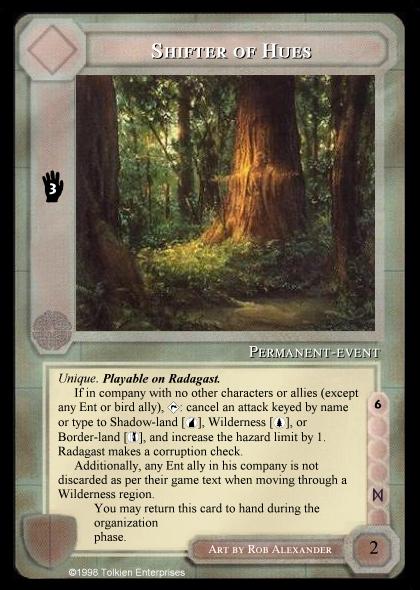 Shifter of Hues
3
Permanent-event
Unique. Playable on Radagast.
If in company with no other characters or allies (except
any Ent or bird ally), : cancel an attack keyed by name
or type to Shadow-land [ ], Wilderness [ ], or
Border-land [ ], and increase the hazard limit by 1.
Radagast makes a corruption check.
Additionally, any Ent ally in his company is not
discarded as per their game text when moving through a
Wilderness region.
You may return this card to hand during the
organization
phase.
6
Art by Rob Alexander
2
©1998 Tolkien Enterprises